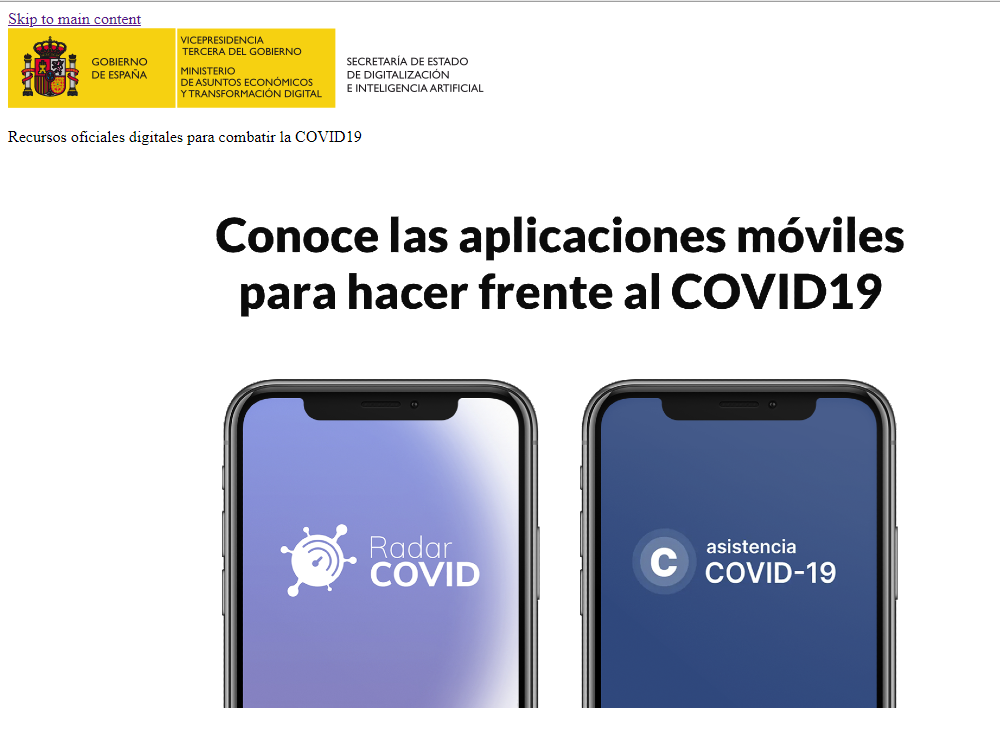 Skip to main content
GOBIERNO
DE ESPAÑA
VICEPRESIDENCIA
TERCERA DEL GOBIERNO
MINISTERIO
DE ASUNTOS ECONÓMICOS
Y TRANSFORMACIÓN DIGITAL
SECRETARÍA DE ESTADO
DE DIGITALIZACIÓN
E INTELIGENCIA ARTIFICIAL
Recursos oficiales digitales para combatir la COVID19
Conoce las aplicaciones móviles
para hacer frente al COVID19
Radar
COVID
C
asistencia
COVID-19